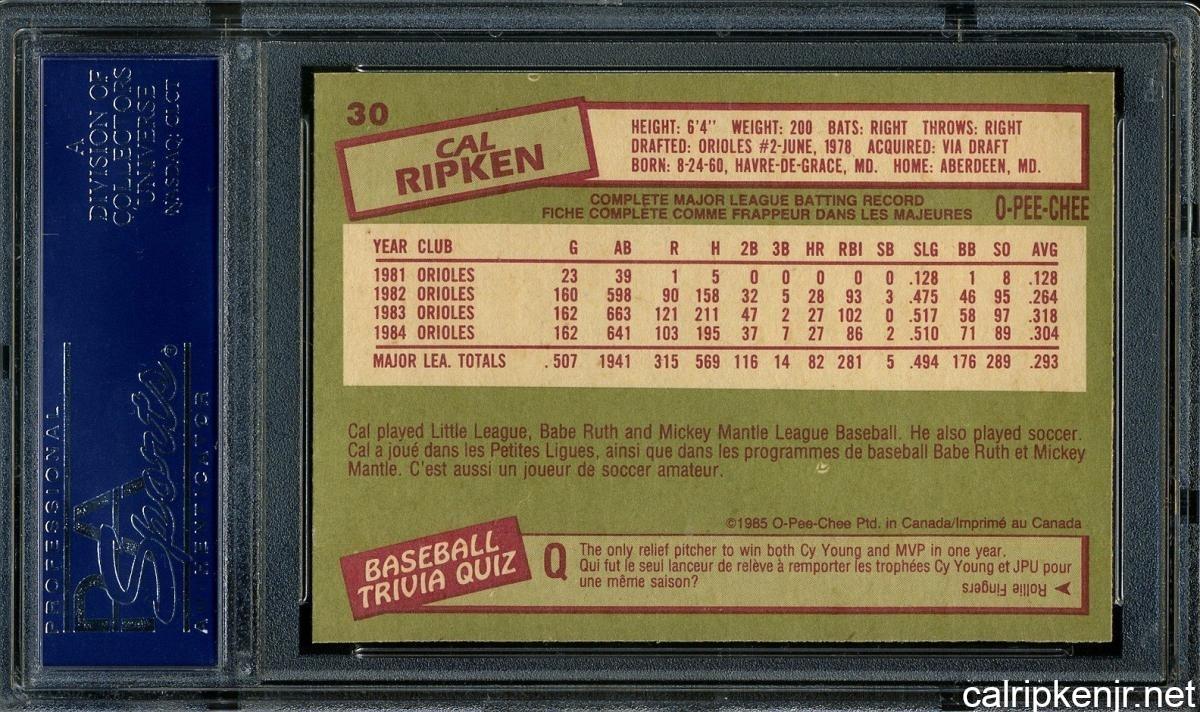 A
DIVISION OF
COLLECTORS
UNIVERSE
NASDAQ: CLCT
PROFESSIONAL
PSA
Sports®
AUTHENTICATOR
30
CAL
RIPKEN
HEIGHT: 6'4" WEIGHT: 200 BATS: RIGHT THROWS: RIGHT
DRAFTED: ORIOLES #2-JUNE, 1978 ACQUIRED: VIA DRAFT
BORN: 8-24-60, HAVRE-DE-GRACE, MD. HOME: ABERDEEN, MD.
COMPLETE MAJOR LEAGUE BATTING RECORD
FICHE COMPLÈTE COMME FRAPPEUR DANS LES MAJEURES
O-PEE-CHEE
YEAR CLUB G AB R H 2B 3B HR RBI SB SLG BB SO AVG
1981 ORIOLES 23 39 1 5 0 0 0 0 0 .128 1 8 .128
1982 ORIOLES 160 598 90 158 32 5 28 93 3 .475 46 95 .264
1983 ORIOLES 162 663 121 211 47 2 27 102 0 .517 58 97 .318
1984 ORIOLES 162 641 103 195 37 7 27 86 2 .510 71 89 .304
MAJOR LEA. TOTALS . 507 1941 315 569 116 14 82 281 5 .494 176 289 .293
Cal played Little League, Babe Ruth and Mickey Mantle League Baseball. He also played soccer.
Cal a joué dans les Petites Ligues, ainsi que dans les programmes de baseball Babe Ruth et Mickey
Mantle. C'est aussi un joueur de soccer amateur.
©1985 O-Pee-Chee Ptd. in Canada/Imprimé au Canada
BASEBALL
TRIVIA QUIZ
Q
The only relief pitcher to win both Cy Young and MVP in one year.
Qui fut le seul lanceur de relève à remporter les trophées Cy Young et JPU pour
une même saison?
Rollie Fingers
calripkenjr.net